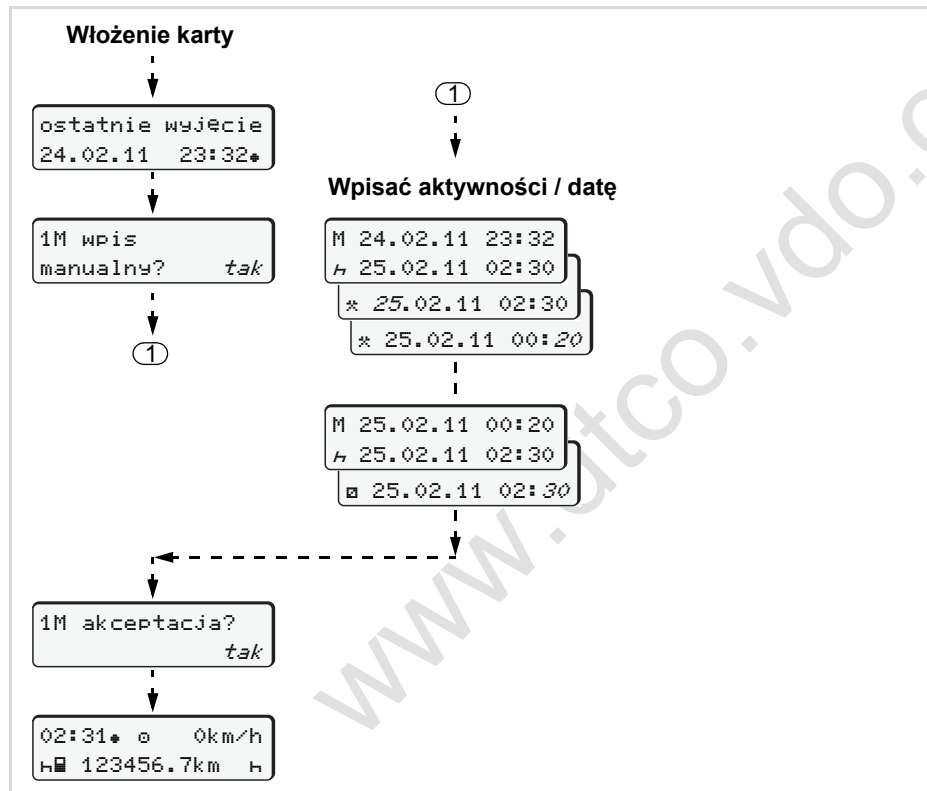 Włożenie karty
ostatnie wyjęcie
24.02.11 23:32
1M wpis
manualny? tak
1
1
Wpisać aktywności / datę
M 24.02.11 23:32
25.02.11 02:30
25.02.11 02:30
25.02.11 00:20
M 25.02.11 00:20
25.02.11 02:30
25.02.11 02:30
1M akceptacja?
tak
02:31 0km/h
123456.7km
www.dtco.vdo.